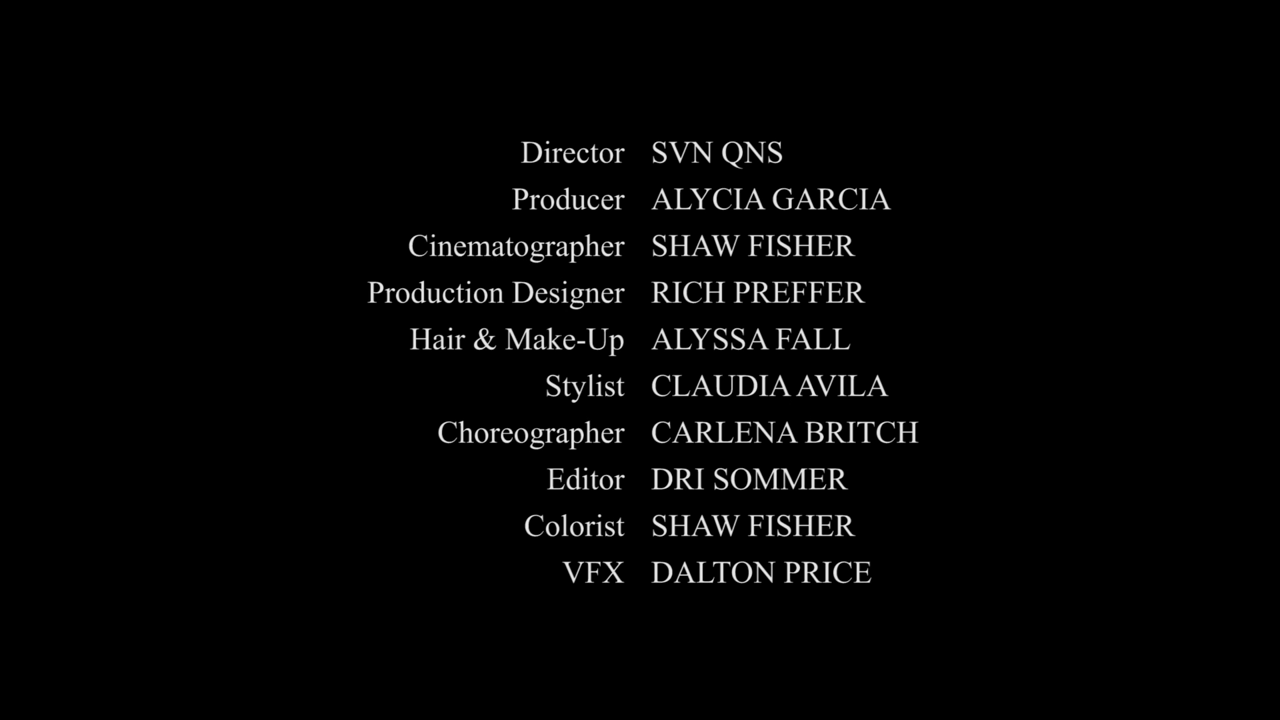 Director SVN QNS
Producer ALYCIA GARCIA
Cinematographer SHAW FISHER
Production Designer RICH PREFFER
Hair & Make-Up ALYSSA FALL
Stylist CLAUDIA AVILA
Choreographer CARLENA BRITCH
Editor DRI SOMMER
Colorist SHAW FISHER
VFX DALTON PRICE